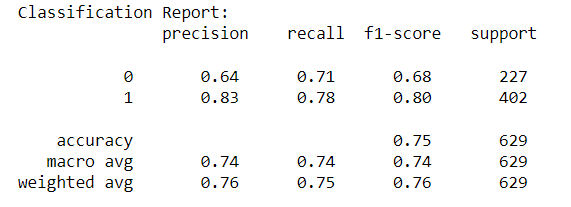 Classification Report:
precision recall f1-score support
0 0.64 0.71 0.68 227
1 0.83 0.78 0.80 402
accuracy 0.75 629
macro avg 0.74 0.74 0.74 629
weighted avg 0.76 0.75 0.76 629